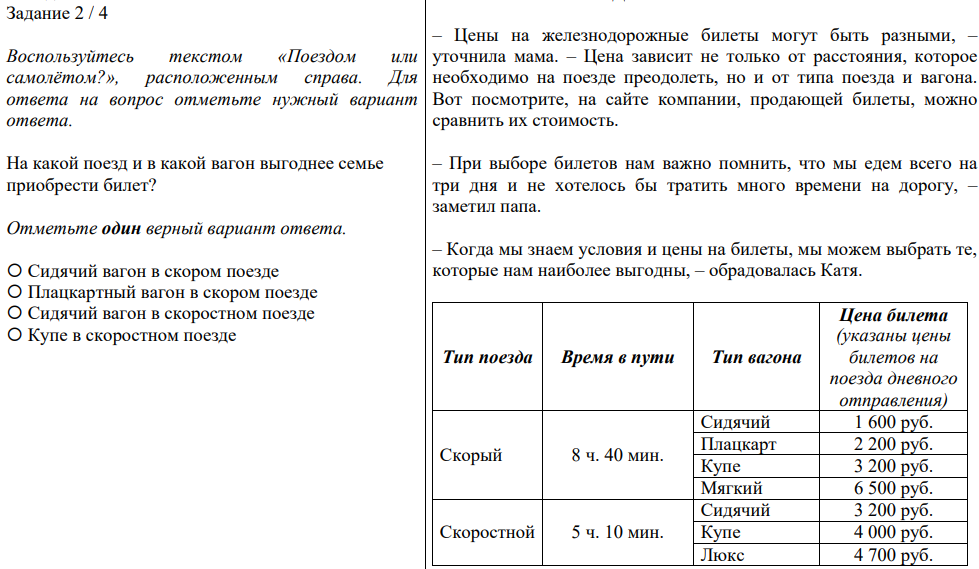 Задание 2 / 4
Воспользуйтесь текстом «Поездом или
самолётом?», расположенным справа. Для
ответа на вопрос отметьте нужный вариант
ответа.
На какой поезд и в какой вагон выгоднее семье
приобрести билет?
Отметьте один верный вариант ответа.
Сидячий вагон в скором поезде
Плацкартный вагон в скором поезде
Сидячий вагон в скоростном поезде
Купе в скоростном поезде
– Цены на железнодорожные билеты могут быть разными, –
уточнила мама. – Цена зависит не только от расстояния, которое
необходимо на поезде преодолеть, но и от типа поезда и вагона.
Вот посмотрите, на сайте компании, продающей билеты, можно
сравнить их стоимость.
– При выборе билетов нам важно помнить, что мы едем всего на
три дня и не хотелось бы тратить много времени на дорогу, –
заметил папа.
– Когда мы знаем условия и цены на билеты, мы можем выбрать те,
которые нам наиболее выгодны, – обрадовалась Катя.
Тип поезда Время в пути Тип вагона Цена билета
(указаны цены
билетов на
поезда дневного
отправления)
Скорый 8 ч. 40 мин. Сидячий 1 600 руб.
Плацкарт 2 200 руб.
Купе 3 200 руб.
Мягкий 6 500 руб.
Скоростной 5 ч. 10 мин. Сидячий 3 200 руб.
Купе 4 000 руб.
Люкс 4 700 руб.